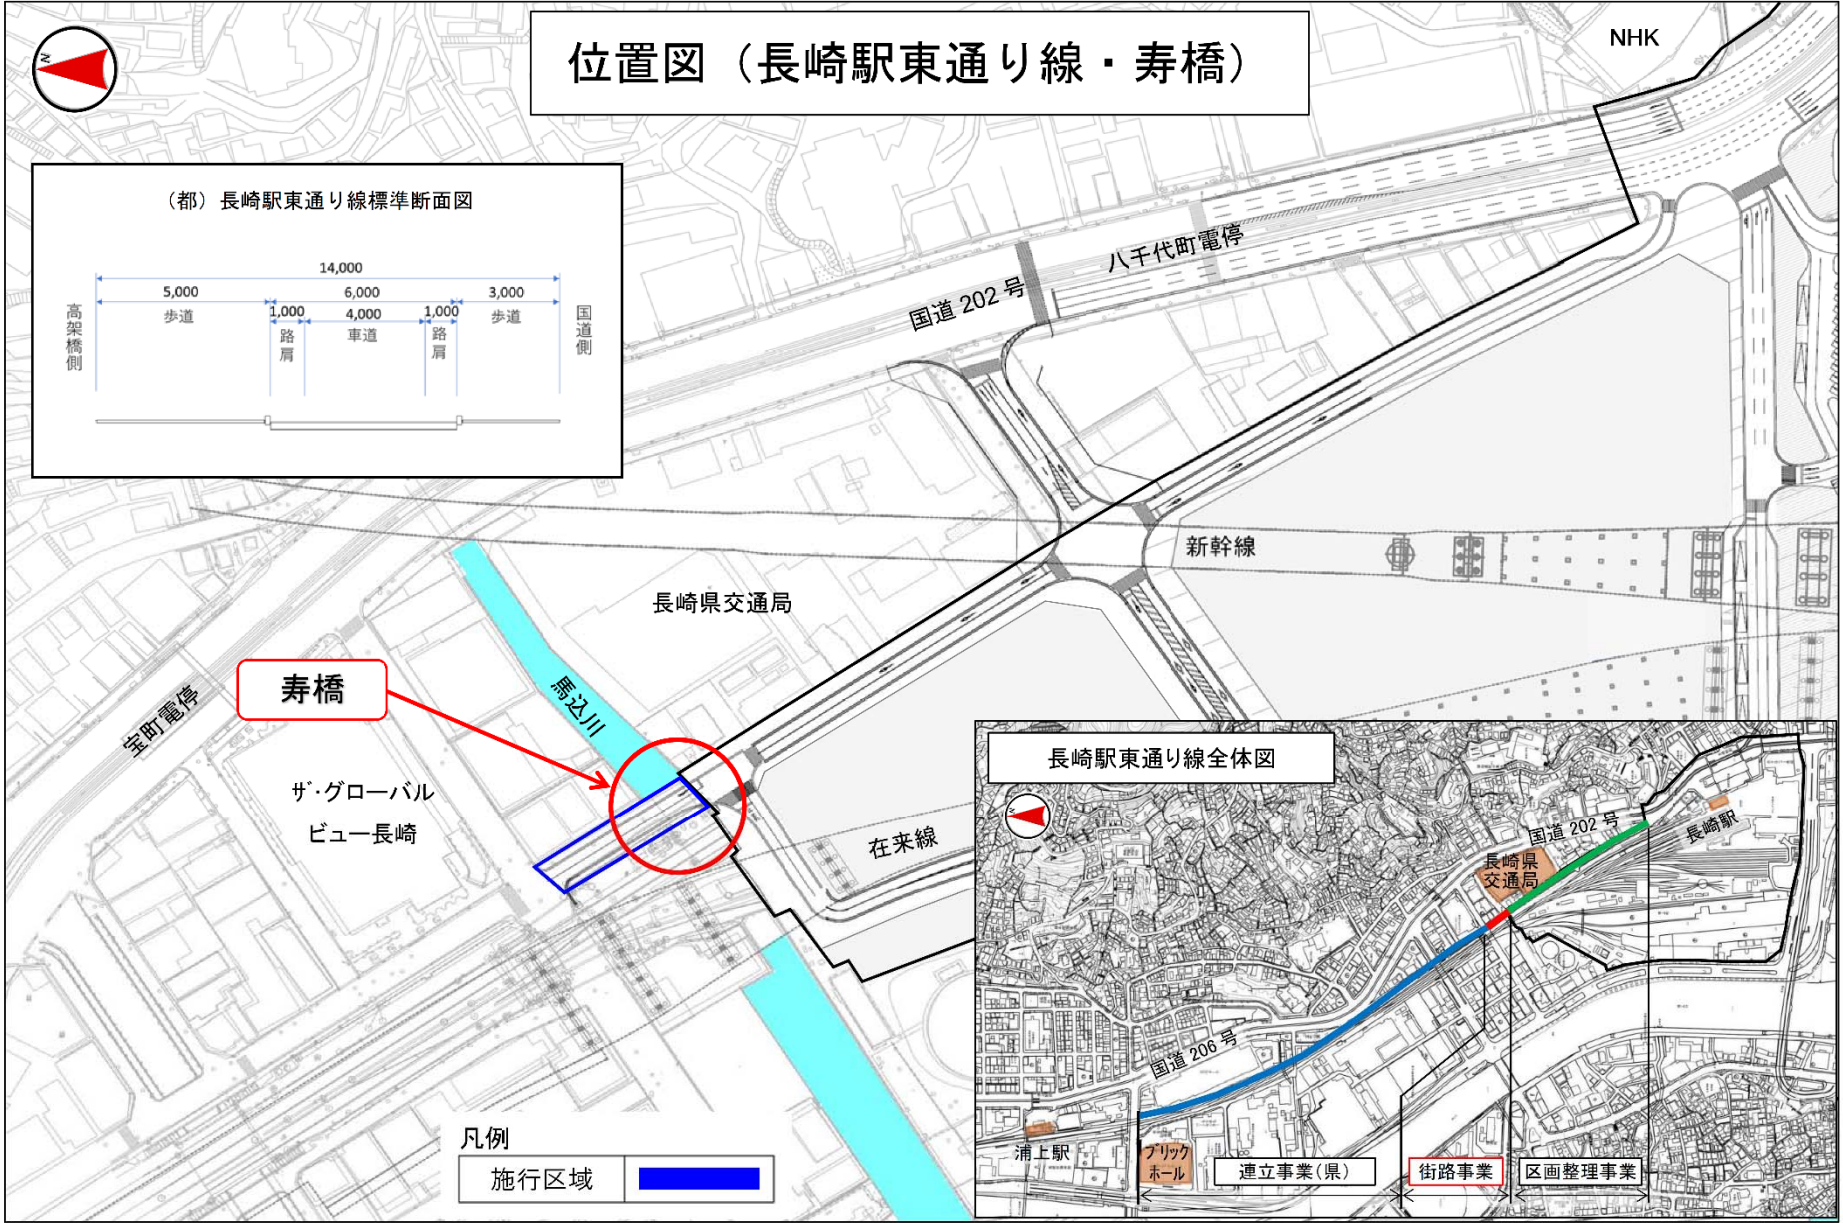 位置図（長崎駅東通り線・寿橋）
NHK
N
（都）長崎駅東通り線標準断面図
14,000
5,000
6,000
3,000
歩道
1,000
4,000
1,000
歩道
路肩
車道
路肩
高架橋側
国道側
八千代町電停
国道 202 号
新幹線
長崎県交通局
寿橋
馬込川
宝町電停
ザ・グローバル
ビュー長崎
在来線
凡例
施行区域
長崎駅東通り線全体図
国道 202 号
長崎駅
長崎県
交通局
国道 206 号
浦上駅
ブリック
ホール
連立事業（県）
街路事業
区画整理事業